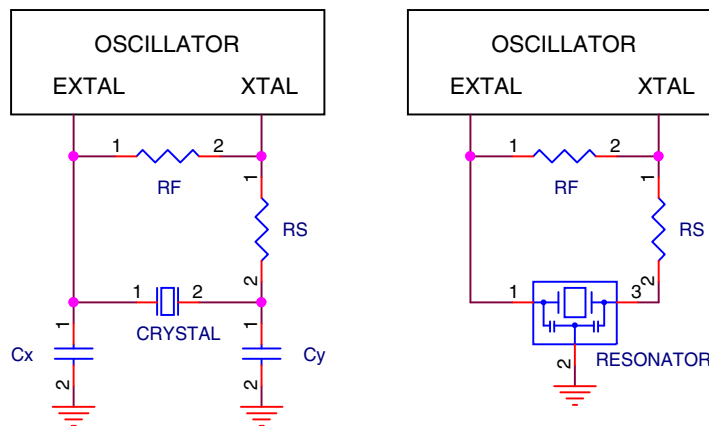 OSCILLATOR
EXTAL XTAL
1 2
RF
1
RS
2
1 2
CRYSTAL
1 1
Cx Cy
2 2
OSCILLATOR
EXTAL XTAL
1 2
RF
1
RS
2
1 3
2
RESONATOR